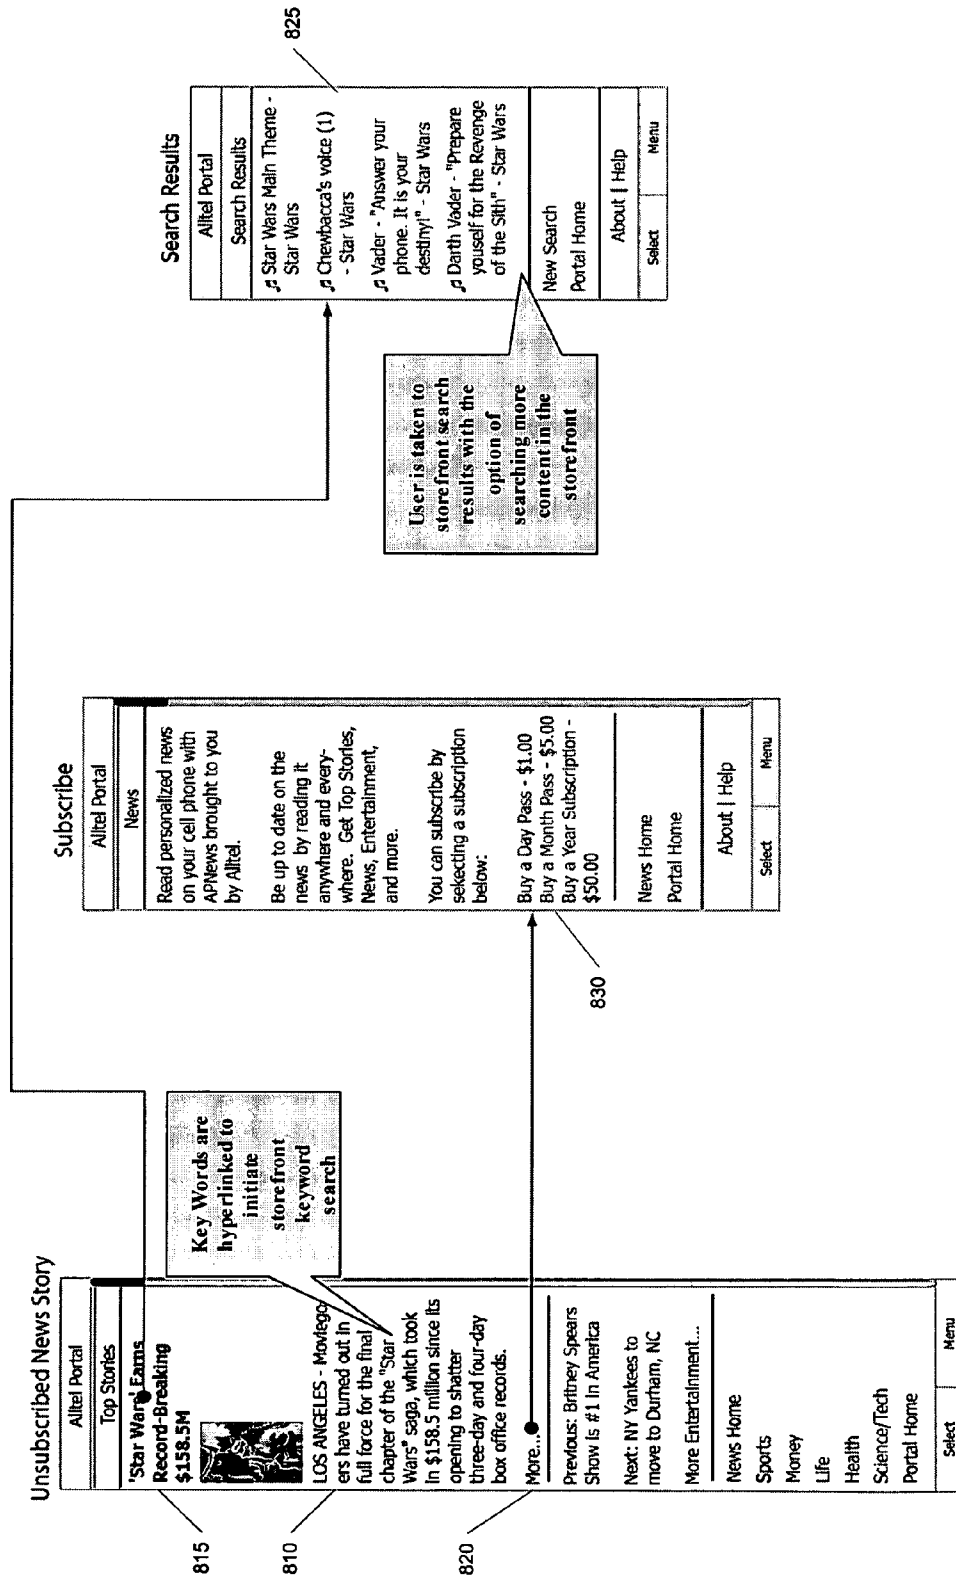 Unsubscribed News Story
Alltel Portal
Top Stories
'Star Wars' Earns
Record-Breaking
$158.5M
LOS ANGELES - Moviego
ers have turned out in
full force for the final
chapter of the "Star
Wars" saga, which took
in $158.5 million since its
opening to shatter
three-day and four-day
box office records.
More...
Previous: Britney Spears
Show Is #1 In America
Next: NY Yankees to
move to Durham, NC
More Entertainment...
News Home
Sports
Money
Life
Health
Science/Tech
Portal Home
Select
Menu
815
810
820
Key Words are
hyperlinked to
initiate
storefront
keyword
search
Subscribe
Alltel Portal
News
Read personalized news
on your cell phone with
APNews brought to you
by Alltel.
Be up to date on the
news by reading it
anywhere and every-
where. Get Top Stories,
News, Entertainment,
and more.
You can subscribe by
sekecting a subscription
below:
Buy a Day Pass - $1.00
Buy a Month Pass - $5.00
Buy a Year Subscription -
$50.00
News Home
Portal Home
About | Help
Select
Menu
830
Search Results
Alltel Portal
Search Results
♫ Star Wars Main Theme -
Star Wars
♫ Chewbacca's voice (1)
- Star Wars
♫ Vader - "Answer your
phone. It is your
destiny!" - Star Wars
♫ Darth Vader - "Prepare
youself for the Revenge
of the Sith" - Star Wars
New Search
Portal Home
About | Help
Select
Menu
825
User is taken to
storefront search
results with the
option of
searching more
content in the
storefront